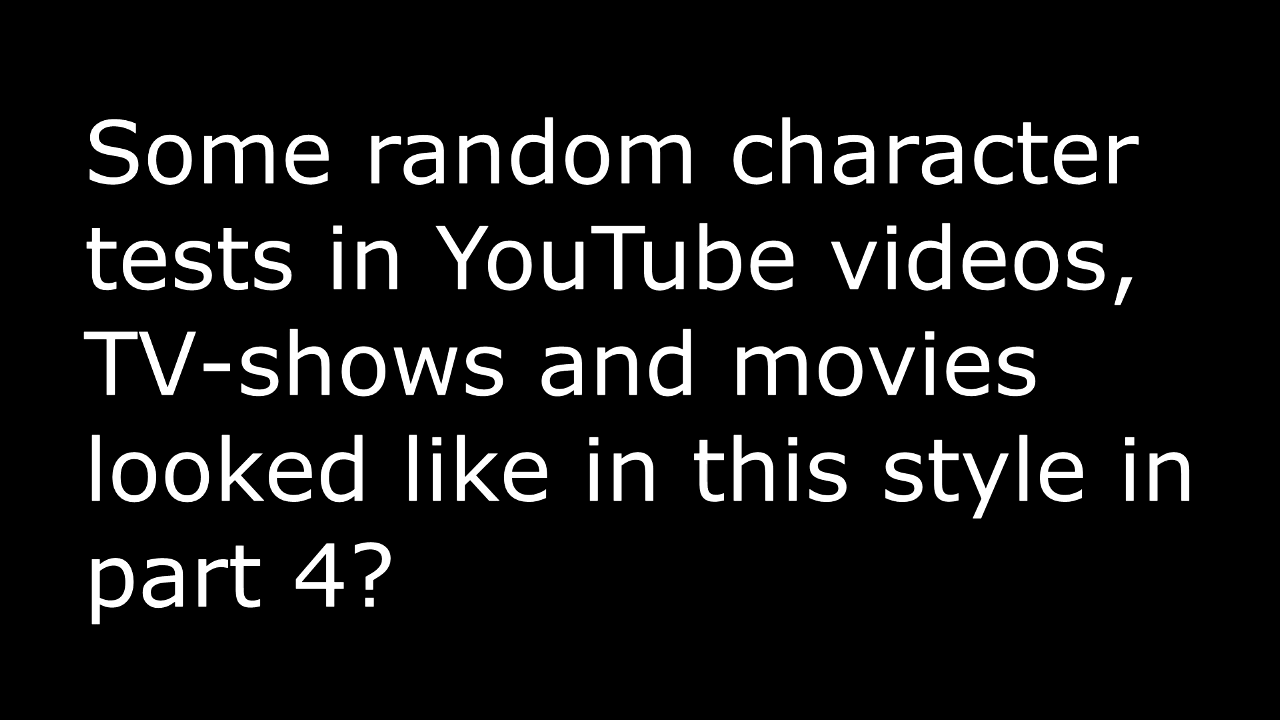 Some random character
tests in YouTube videos,
TV-shows and movies
looked like in this style in
part 4?